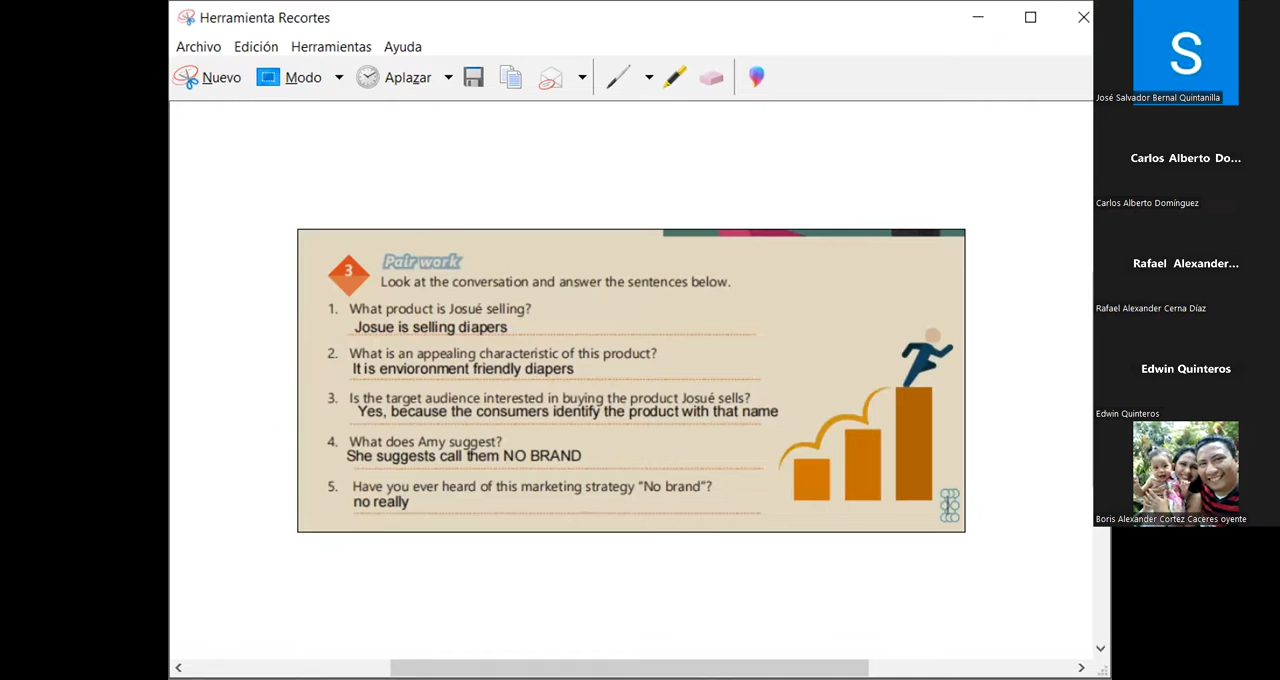 Herramienta Recortes
Archivo Edición Herramientas Ayuda
Nuevo Modo Aplazar
3
Pair work
Look at the conversation and answer the sentences below.
1. What product is Josué selling?
Josue is selling diapers
2. What is an appealing characteristic of this product?
It is envioronment friendly diapers
3. Is the target audience interested in buying the product Josué sells?
Yes, because the consumers identify the product with that name
4. What does Amy suggest?
She suggests call them NO BRAND
5. Have you ever heard of this marketing strategy “No brand”?
no really
S
José Salvador Bernal Quintanilla
Carlos Alberto Do...
Carlos Alberto Domínguez
Rafael Alexander...
Rafael Alexander Cerna Díaz
Edwin Quinteros
Edwin Quinteros
Boris Alexander Cortez Caceres oyente